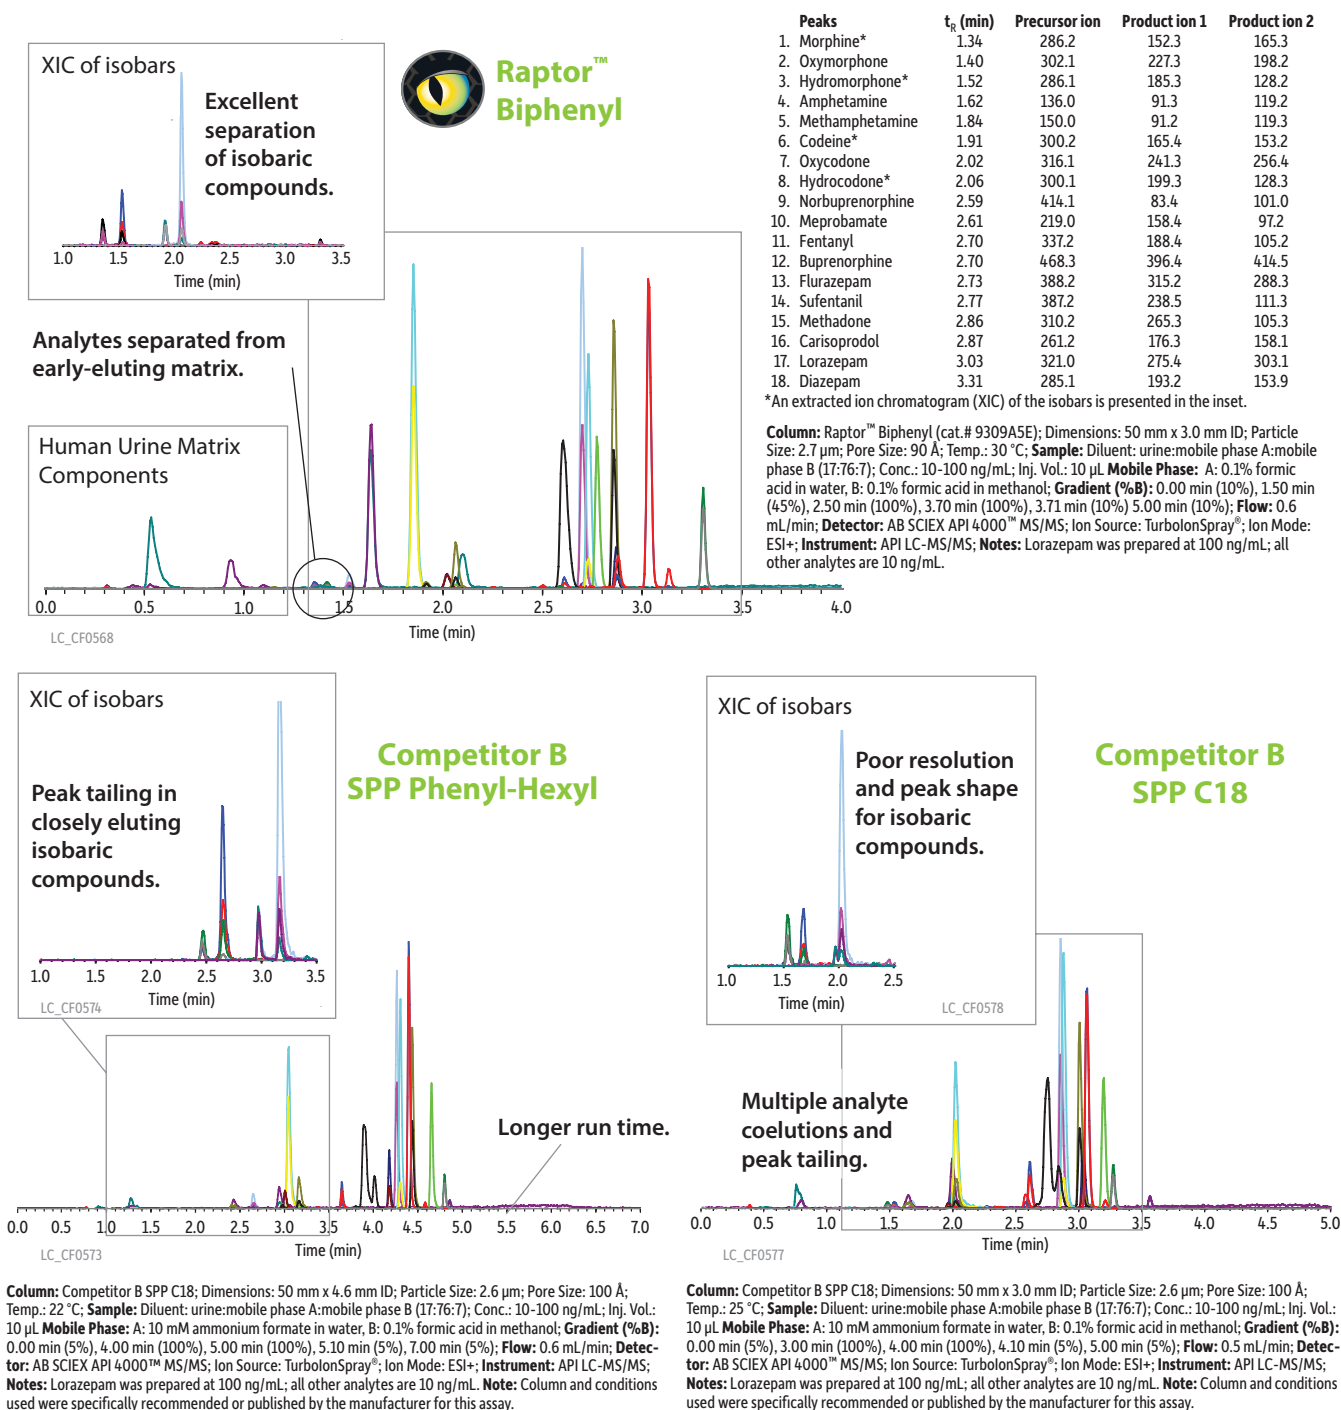 XIC of isobars
Excellent
separation
of isobaric
compounds.
1.0 1.5 2.0 2.5 3.0 3.5
Time (min)
Raptor™
Biphenyl
Analytes separated from
early-eluting matrix.
Human Urine Matrix
Components
0.0 0.5 1.0 1.5 2.0 2.5 3.0 3.5 4.0
Time (min)
LC_CF0568
Peaks tR (min) Precursor ion Product ion 1 Product ion 2
1. Morphine* 1.34 286.2 152.3 165.3
2. Oxymorphone 1.40 302.1 227.3 198.2
3. Hydromorphone* 1.52 286.1 185.3 128.2
4. Amphetamine 1.62 136.0 91.3 119.2
5. Methamphetamine 1.84 150.0 91.2 119.3
6. Codeine* 1.91 300.2 165.4 153.2
7. Oxycodone 2.02 316.1 241.3 256.4
8. Hydrocodone* 2.06 300.1 199.3 128.3
9. Norbuprenorphine 2.59 414.1 83.4 101.0
10. Meprobamate 2.61 219.0 158.4 97.2
11. Fentanyl 2.70 337.2 188.4 105.2
12. Buprenorphine 2.70 468.3 396.4 414.5
13. Flurazepam 2.73 388.2 315.2 288.3
14. Sufentanil 2.77 387.2 238.5 111.3
15. Methadone 2.86 310.2 265.3 105.3
16. Carisoprodol 2.87 261.2 176.3 158.1
17. Lorazepam 3.03 321.0 275.4 303.1
18. Diazepam 3.31 285.1 193.2 153.9
*An extracted ion chromatogram (XIC) of the isobars is presented in the inset.
Column: Raptor™ Biphenyl (cat.# 9309A5E); Dimensions: 50 mm x 3.0 mm ID; Particle
Size: 2.7 µm; Pore Size: 90 Å; Temp.: 30 °C; Sample: Diluent: urine:mobile phase A:mobile
phase B (17:76:7); Conc.: 10-100 ng/mL; Inj. Vol.: 10 µL Mobile Phase: A: 0.1% formic
acid in water, B: 0.1% formic acid in methanol; Gradient (%B): 0.00 min (10%), 1.50 min
(45%), 2.50 min (100%), 3.70 min (100%), 3.71 min (10%) 5.00 min (10%); Flow: 0.6
mL/min; Detector: AB SCIEX API 4000™ MS/MS; Ion Source: TurboIonSpray®; Ion Mode:
ESI+; Instrument: API LC-MS/MS; Notes: Lorazepam was prepared at 100 ng/mL; all
other analytes are 10 ng/mL.
XIC of isobars
Peak tailing in
closely eluting
isobaric
compounds.
1.0 1.5 2.0 2.5 3.0 3.5
Time (min)
LC_CF0574
Competitor B
SPP Phenyl-Hexyl
Longer run time.
0.0 0.5 1.0 1.5 2.0 2.5 3.0 3.5 4.0 4.5 5.0 5.5 6.0 6.5 7.0
Time (min)
LC_CF0573
Column: Competitor B SPP C18; Dimensions: 50 mm x 4.6 mm ID; Particle Size: 2.6 µm; Pore Size: 100 Å;
Temp.: 22 °C; Sample: Diluent: urine:mobile phase A:mobile phase B (17:76:7); Conc.: 10-100 ng/mL; Inj. Vol.:
10 µL Mobile Phase: A: 10 mM ammonium formate in water, B: 0.1% formic acid in methanol; Gradient (%B):
0.00 min (5%), 4.00 min (100%), 5.00 min (100%), 5.10 min (5%), 7.00 min (5%); Flow: 0.6 mL/min; Detec-
tor: AB SCIEX API 4000™ MS/MS; Ion Source: TurboIonSpray®; Ion Mode: ESI+; Instrument: API LC-MS/MS;
Notes: Lorazepam was prepared at 100 ng/mL; all other analytes are 10 ng/mL. Note: Column and conditions
used were specifically recommended or published by the manufacturer for this assay.
XIC of isobars
Poor resolution
and peak shape
for isobaric
compounds.
1.0 1.5 2.0 2.5
Time (min)
LC_CF0578
Competitor B
SPP C18
Multiple analyte
coelutions and
peak tailing.
0.0 0.5 1.0 1.5 2.0 2.5 3.0 3.5 4.0 4.5 5.0
Time (min)
LC_CF0577
Column: Competitor B SPP C18; Dimensions: 50 mm x 3.0 mm ID; Particle Size: 2.6 µm; Pore Size: 100 Å;
Temp.: 25 °C; Sample: Diluent: urine:mobile phase A:mobile phase B (17:76:7); Conc.: 10-100 ng/mL; Inj. Vol.:
10 µL Mobile Phase: A: 10 mM ammonium formate in water, B: 0.1% formic acid in methanol; Gradient (%B):
0.00 min (5%), 3.00 min (100%), 4.00 min (100%), 4.10 min (5%), 5.00 min (5%); Flow: 0.5 mL/min; Detec-
tor: AB SCIEX API 4000™ MS/MS; Ion Source: TurboIonSpray®; Ion Mode: ESI+; Instrument: API LC-MS/MS;
Notes: Lorazepam was prepared at 100 ng/mL; all other analytes are 10 ng/mL. Note: Column and conditions
used were specifically recommended or published by the manufacturer for this assay.